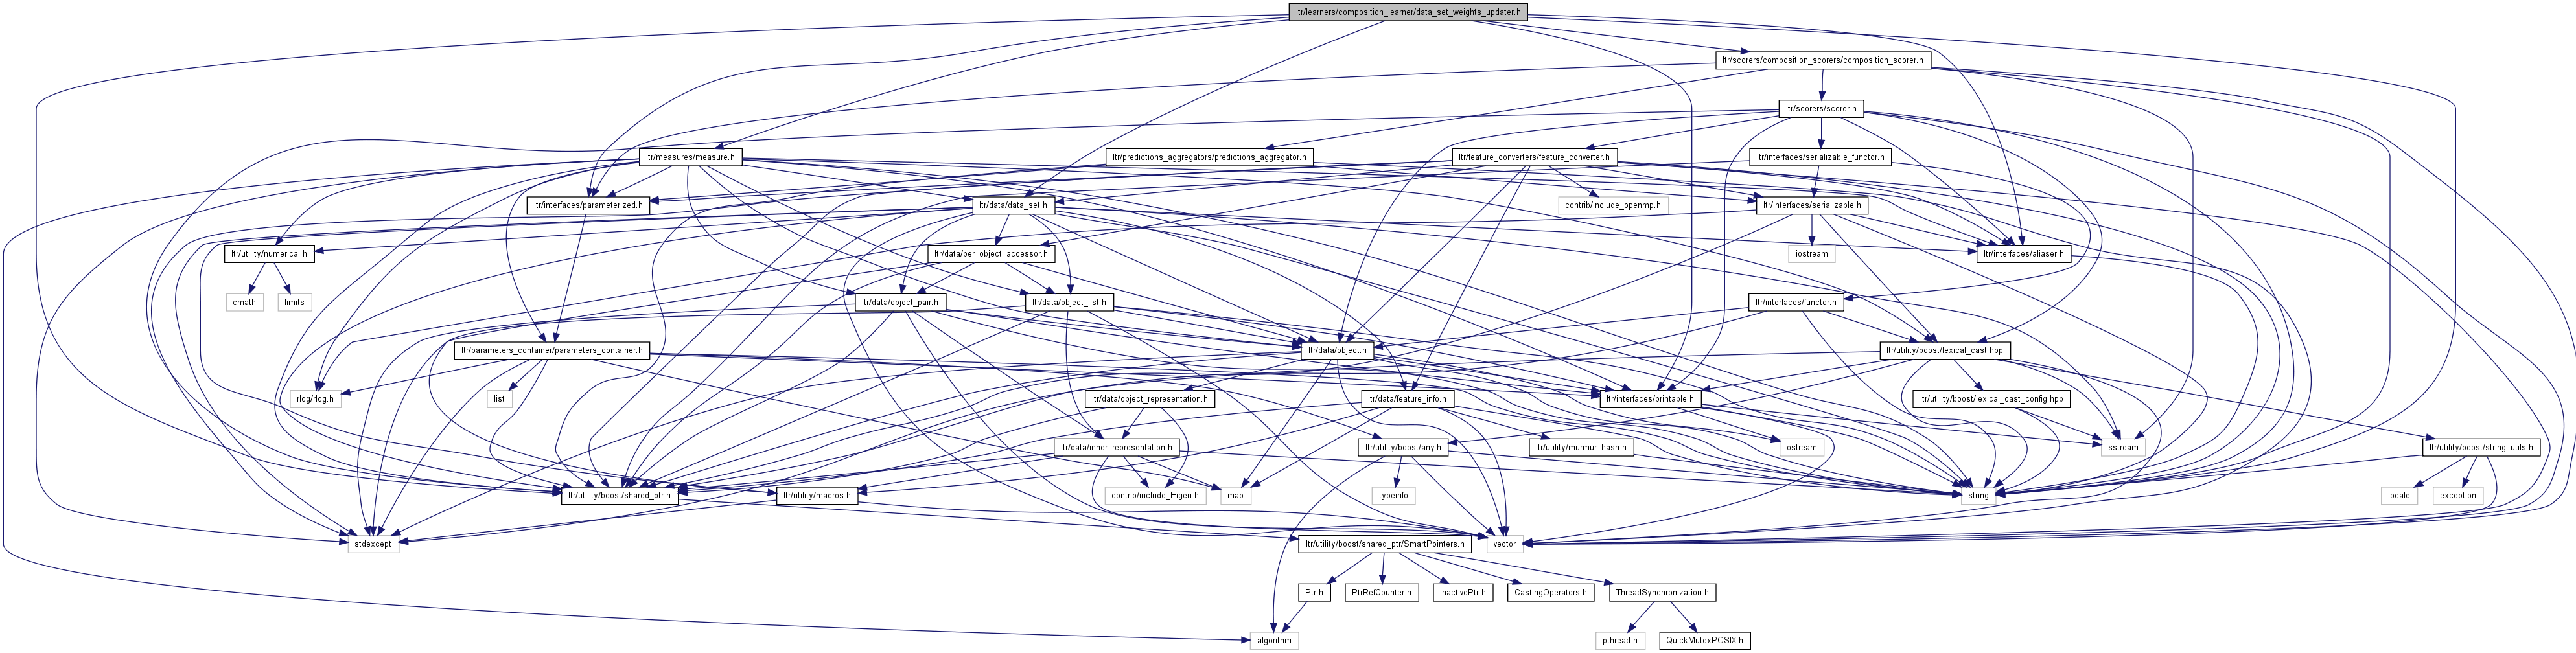 ltr/learners/composition_learner/data_set_weights_updater.h
ltr/scorers/composition_scorers/composition_scorer.h
ltr/scorers/scorer.h
ltr/measures/measure.h
ltr/predictions_aggregators/predictions_aggregator.h
ltr/feature_converters/feature_converter.h
ltr/interfaces/serializable_functor.h
ltr/interfaces/parameterized.h
ltr/data/data_set.h
contrib/include_openmp.h
ltr/interfaces/serializable.h
ltr/utility/numerical.h
ltr/data/per_object_accessor.h
iostream
ltr/interfaces/aliaser.h
cmath
limits
ltr/data/object_pair.h
ltr/data/object_list.h
ltr/interfaces/functor.h
ltr/parameters_container/parameters_container.h
ltr/data/object.h
ltr/utility/boost/lexical_cast.hpp
rlog/rlog.h
list
ltr/data/object_representation.h
ltr/data/feature_info.h
ltr/interfaces/printable.h
ltr/utility/boost/lexical_cast_config.hpp
ltr/data/inner_representation.h
ltr/utility/boost/any.h
ltr/utility/murmur_hash.h
ostream
sstream
ltr/utility/boost/string_utils.h
ltr/utility/boost/shared_ptr.h
ltr/utility/macros.h
contrib/include_Eigen.h
map
typeinfo
string
locale
exception
stdexcept
ltr/utility/boost/shared_ptr/SmartPointers.h
vector
Ptr.h
PtrRefCounter.h
InactivePtr.h
CastingOperators.h
ThreadSynchronization.h
algorithm
pthread.h
QuickMutexPOSIX.h